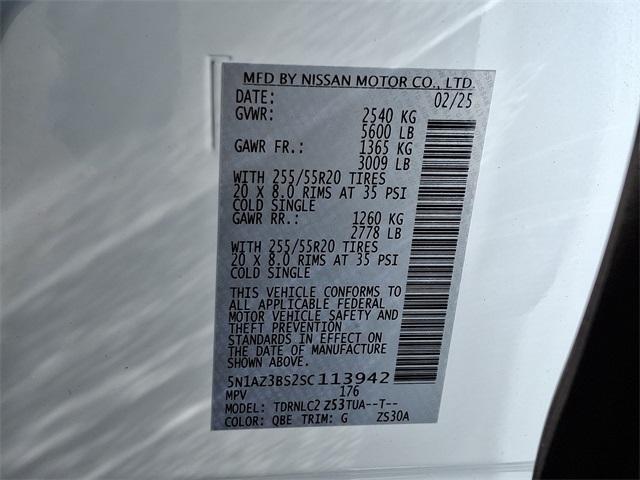 MFD BY NISSAN MOTOR CO., LTD
DATE: 02/25
GVWR: 2540 KG
5600 LB
GAWR FR.: 1365 KG
3009 LB
WITH 255/55R20 TIRES
20 X 8.0 RIMS AT 35 PSI
COLD SINGLE
GAWR RR.: 1260 KG
2778 LB
WITH 255/55R20 TIRES
20 X 8.0 RIMS AT 35 PSI
COLD SINGLE
THIS VEHICLE CONFORMS TO
ALL APPLICABLE FEDERAL
MOTOR VEHICLE SAFETY AND
THEFT PREVENTION
STANDARDS IN EFFECT ON
THE DATE OF MANUFACTURE
SHOWN ABOVE.
5N1AZ3BS2SC113942
MPV 176
MODEL: TDRNLC2 Z53TUA--T--
COLOR: QBE TRIM: G ZS30A